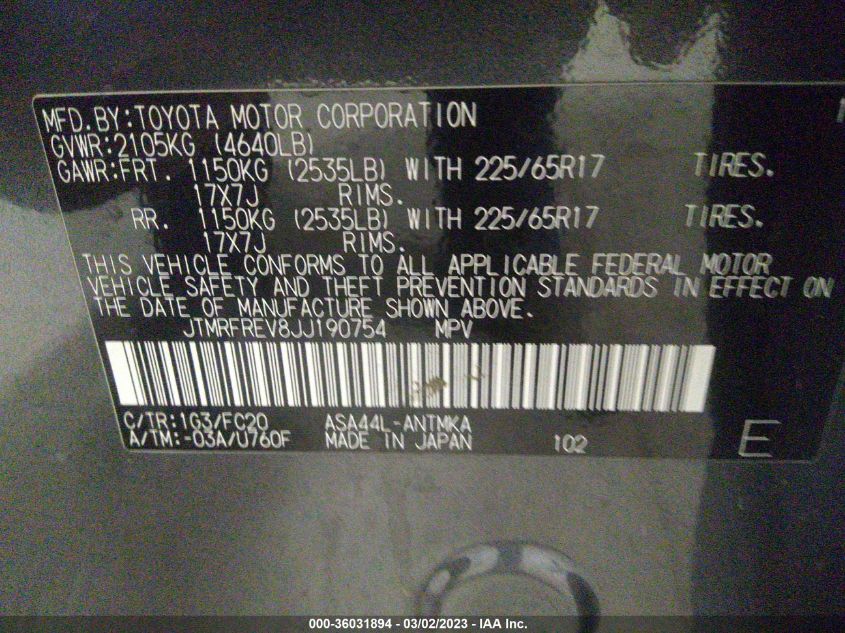 MFD.BY:TOYOTA MOTOR CORPORATION
GVWR:2105KG (4640LB)
GAWR:FRT. 1150KG (2535LB) WITH 225/65R17 TIRES.
17X7J RIMS.
RR. 1150KG (2535LB) WITH 225/65R17 TIRES.
17X7J RIMS.
THIS VEHICLE CONFORMS TO ALL APPLICABLE FEDERAL MOTOR
VEHICLE SAFETY AND THEFT PREVENTION STANDARDS IN EFFECT ON
THE DATE OF MANUFACTURE SHOWN ABOVE.
JTMRFREV8JJ190754 MPV
C/TR:1G3/FC20 ASA44L-ANTMKA
A/TM:-03A/U760F MADE IN JAPAN 102 E
000-36031894 - 03/02/2023 - IAA Inc.